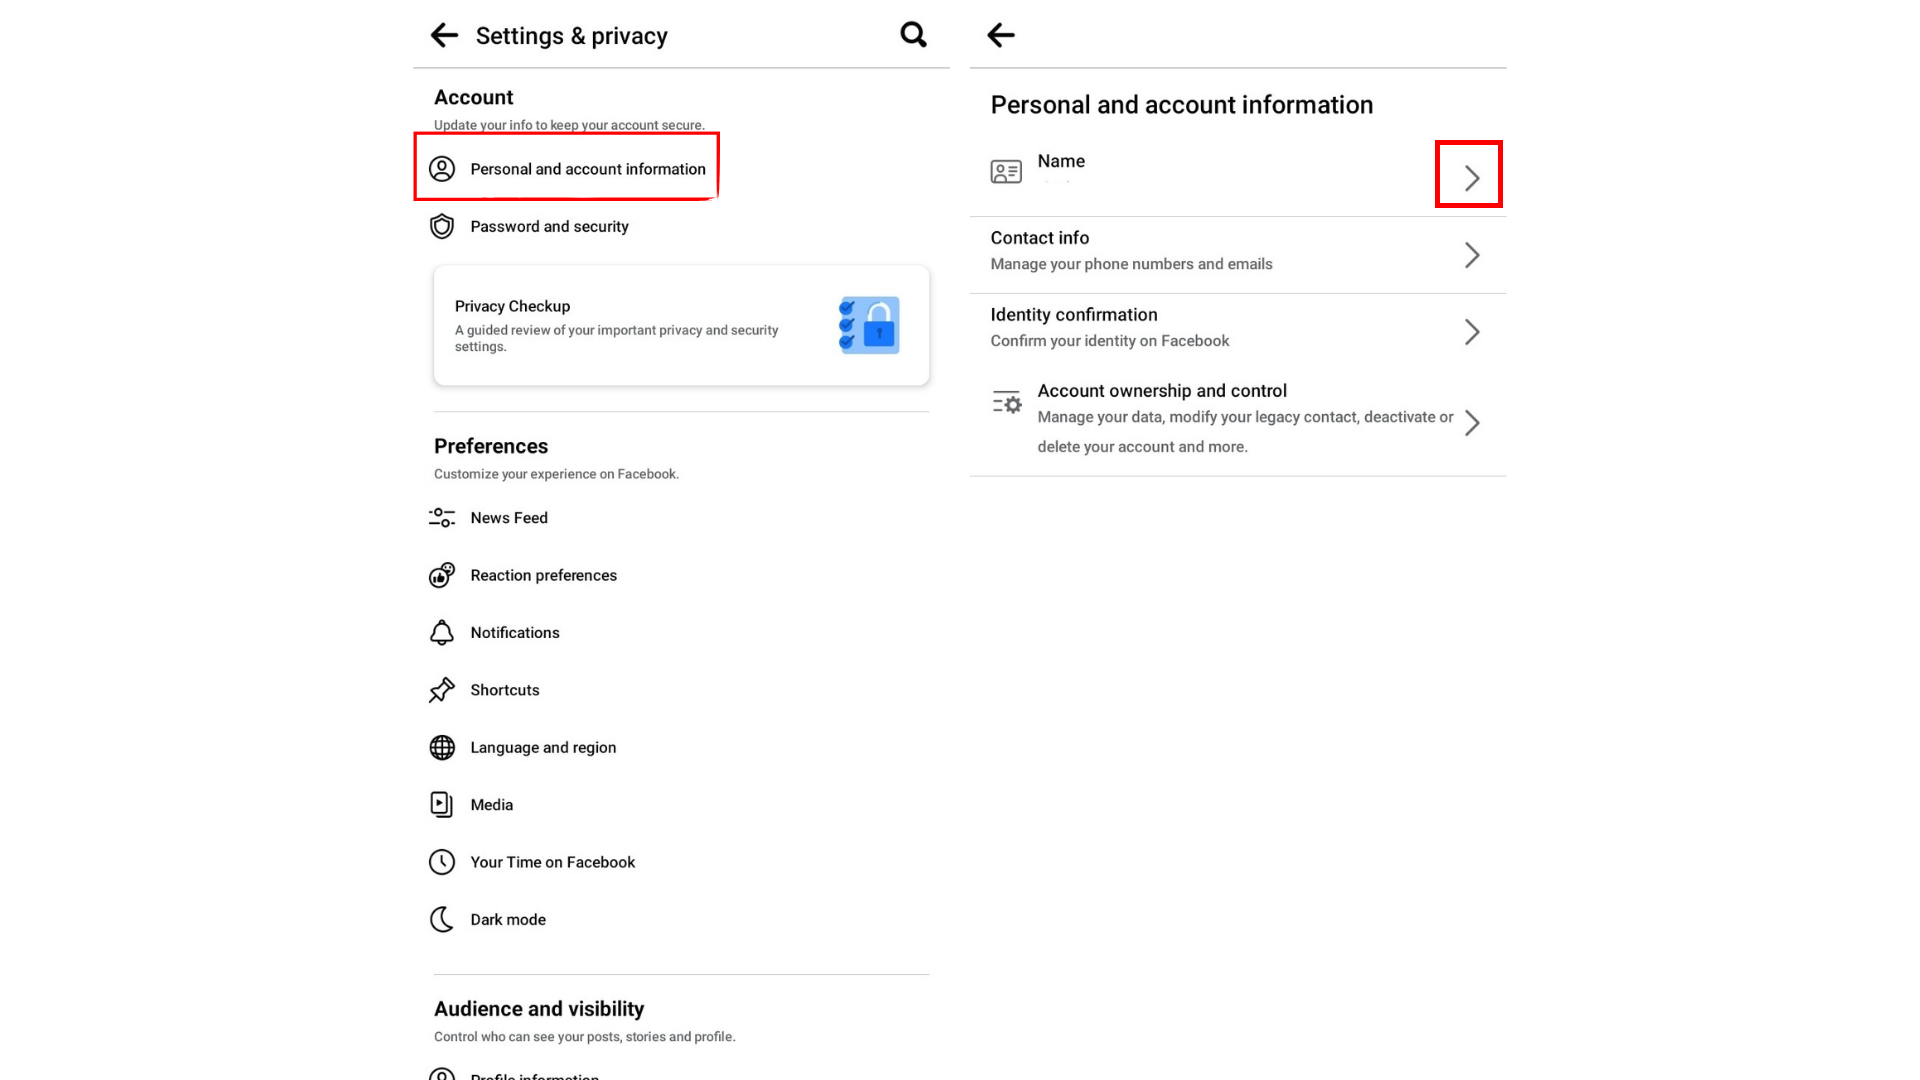 Settings & privacy
Account
Update your info to keep your account secure.
Personal and account information
Password and security
Privacy Checkup
A guided review of your important privacy and security
settings.
Preferences
Customize your experience on Facebook.
News Feed
Reaction preferences
Notifications
Shortcuts
Language and region
Media
Your Time on Facebook
Dark mode
Audience and visibility
Control who can see your posts, stories and profile.
Profile information
Personal and account information
Name
Contact info
Manage your phone numbers and emails
Identity confirmation
Confirm your identity on Facebook
Account ownership and control
Manage your data, modify your legacy contact, deactivate or
delete your account and more.